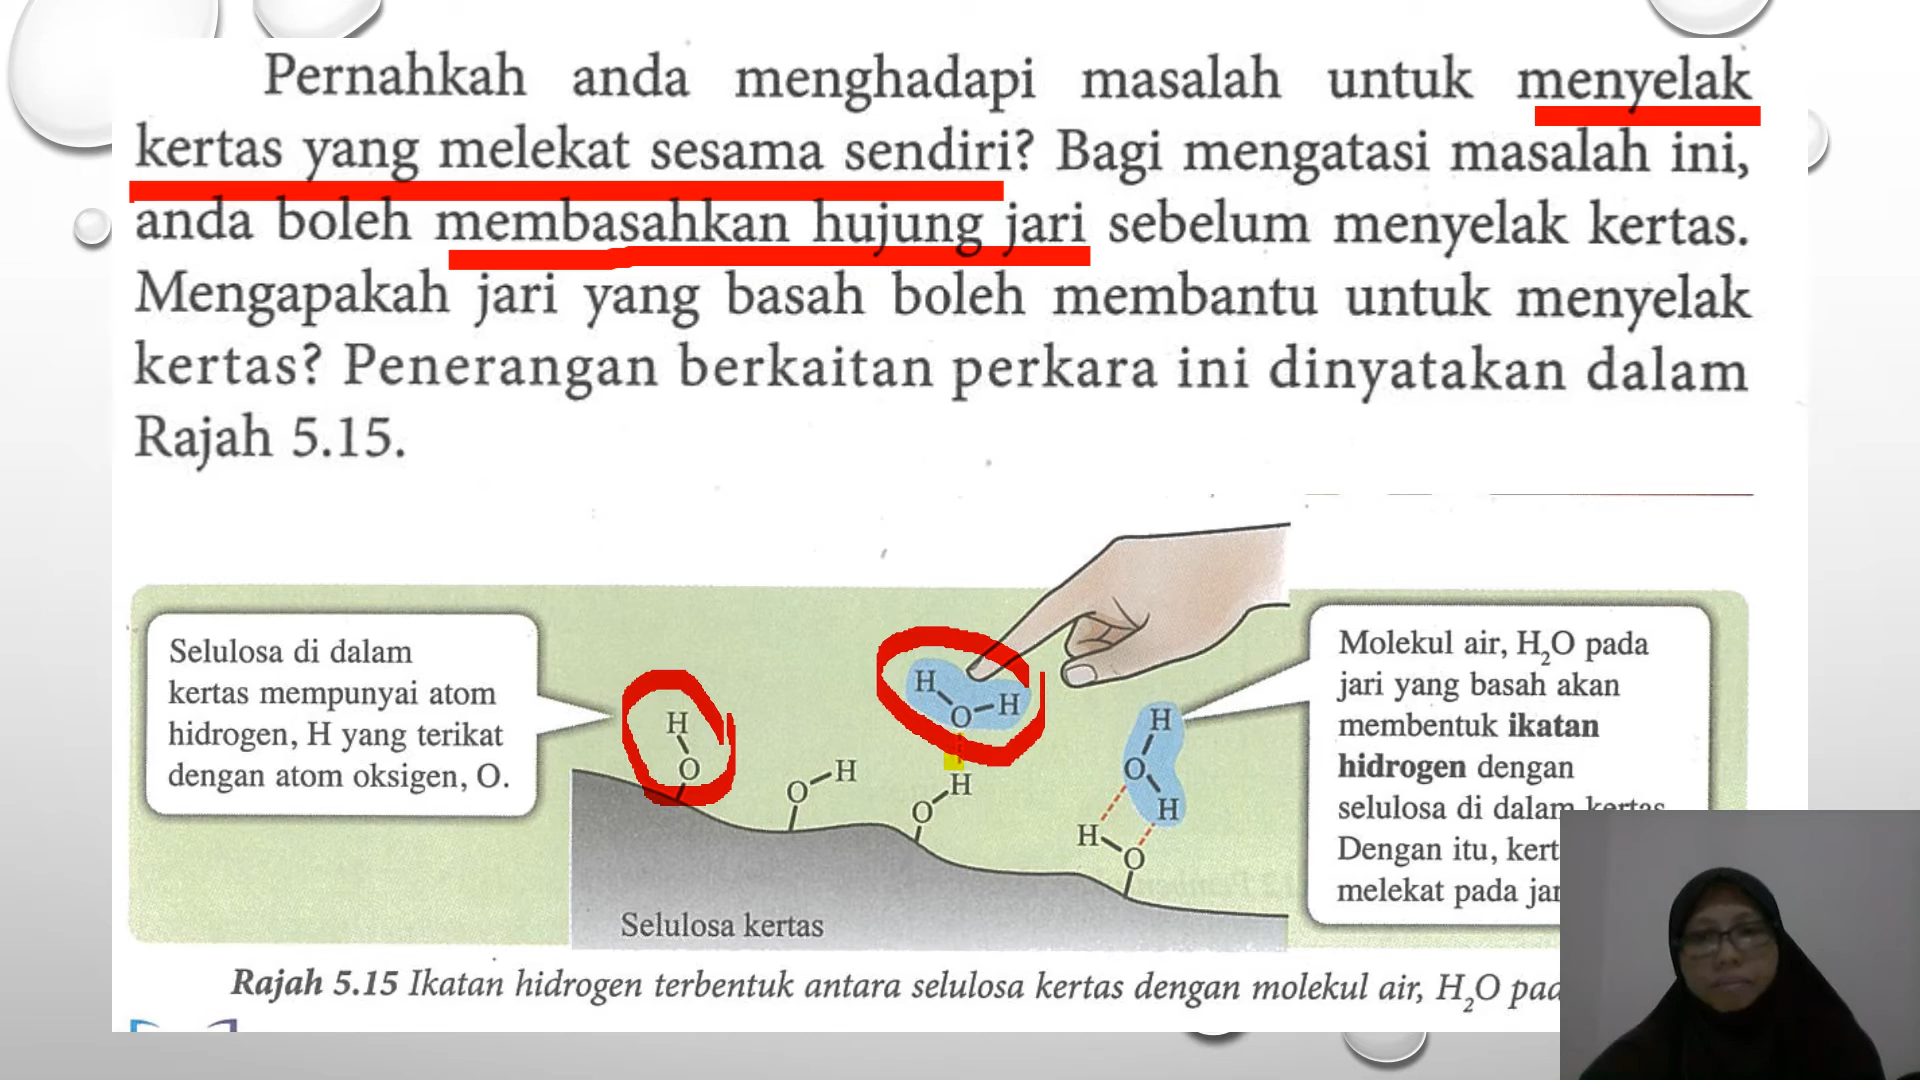 Pernahkah anda menghadapi masalah untuk menyelak
kertas yang melekat sesama sendiri? Bagi mengatasi masalah ini,
anda boleh membasahkan hujung jari sebelum menyelak kertas.
Mengapakah jari yang basah boleh membantu untuk menyelak
kertas? Penerangan berkaitan perkara ini dinyatakan dalam
Rajah 5.15.
Selulosa di dalam
kertas mempunyai atom
hidrogen, H yang terikat
dengan atom oksigen, O.
H
O
O H
H
O H
H
O
H
O
H
H
O
Selulosa kertas
Molekul air, H₂O pada
jari yang basah akan
membentuk ikatan
hidrogen dengan
selulosa di dalam kertas
Dengan itu,
melekat pada
Rajah 5.15 Ikatan hidrogen terbentuk antara selulosa kertas dengan molekul air, H₂O